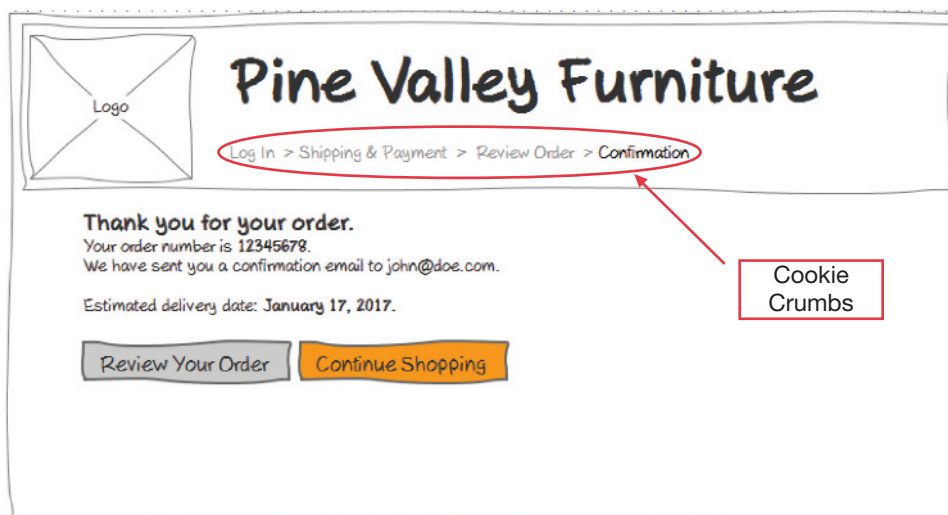 Pine Valley Furniture
Logo
Log In > Shipping & Payment > Review Order > Confirmation
Thank you for your order.
Your order number is 12345678.
We have sent you a confirmation email to john@doe.com.
Cookie
Crumbs
Estimated delivery date: January 17, 2017.
Review Your Order
Continue Shopping